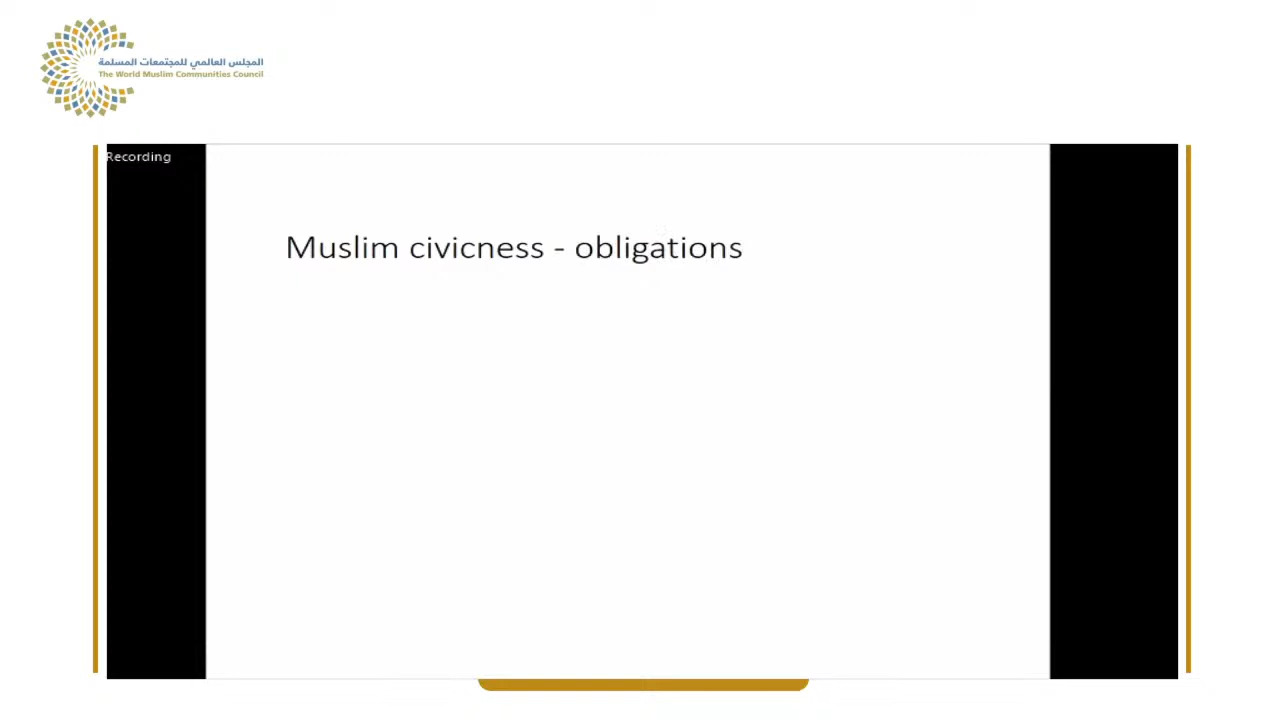 المجلس العالمي للمجتمعات المسلمة
The World Muslim Communities Council
Recording
Muslim civicness - obligations